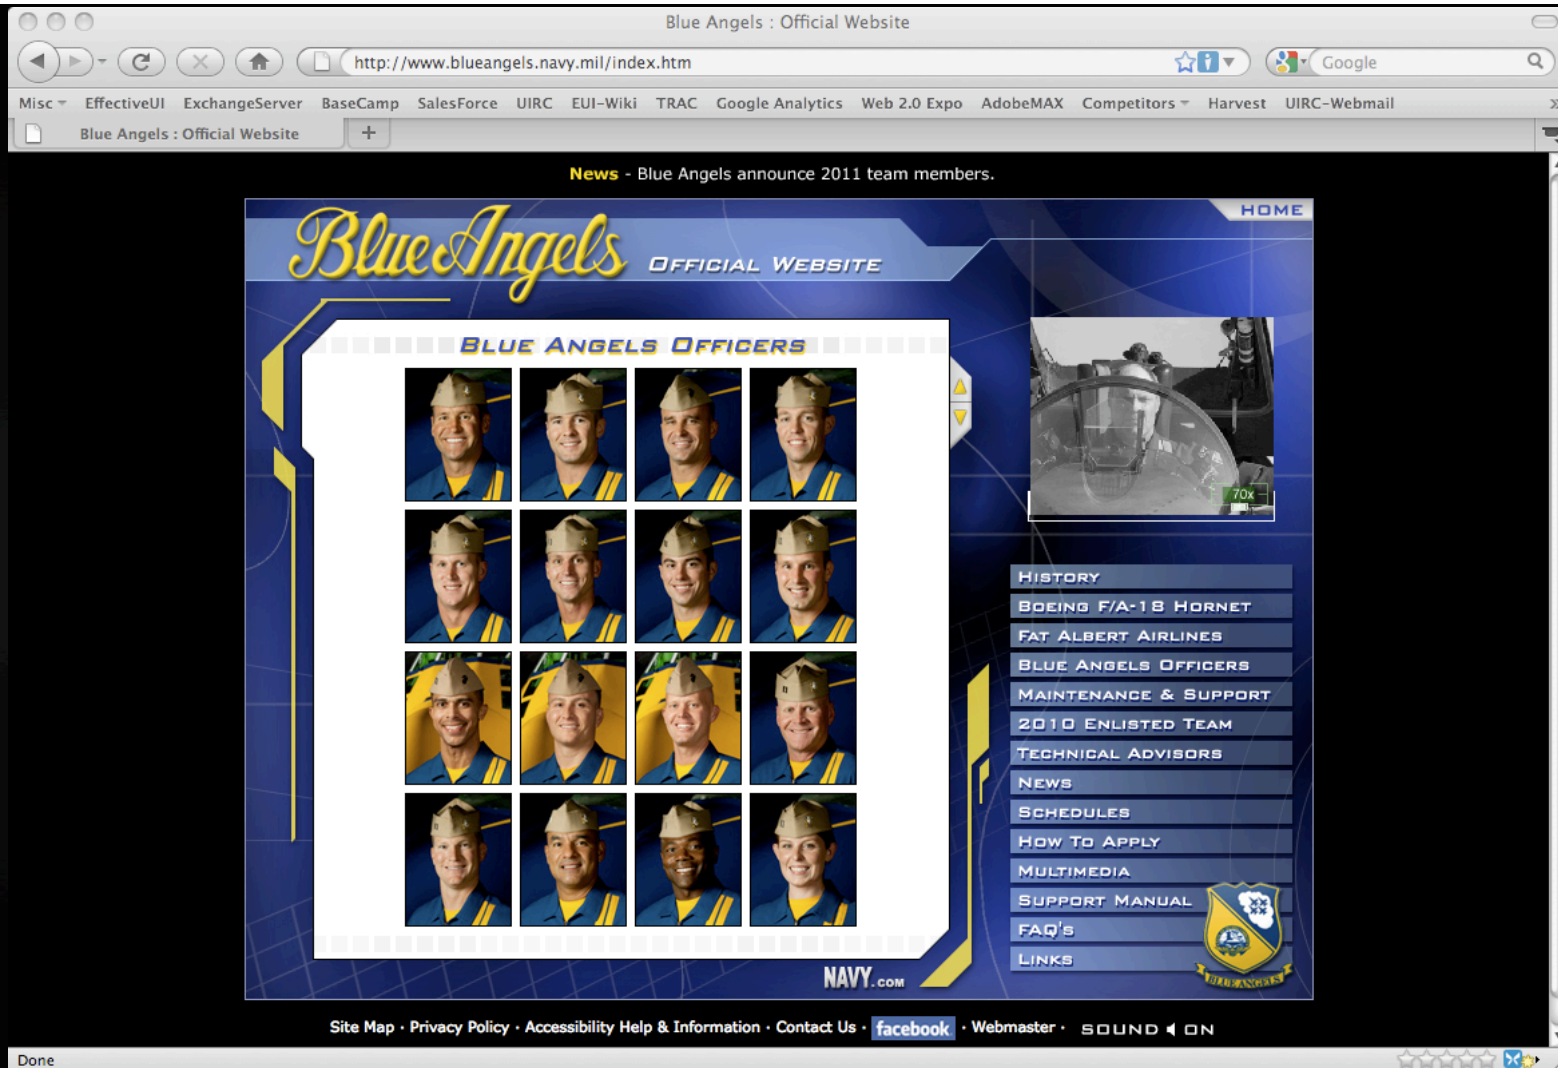 Blue Angels : Official Website
http://www.blueangels.navy.mil/index.htm
Google
Misc EffectiveUI ExchangeServer BaseCamp SalesForce UIRC EUI-Wiki TRAC Google Analytics Web 2.0 Expo AdobeMAX Competitors Harvest UIRC-Webmail »
Blue Angels : Official Website +
News - Blue Angels announce 2011 team members.
HOME
Blue Angels OFFICIAL WEBSITE
BLUE ANGELS OFFICERS
70x
HISTORY
BOEING F/A-18 HORNET
FAT ALBERT AIRLINES
BLUE ANGELS OFFICERS
MAINTENANCE & SUPPORT
2010 ENLISTED TEAM
TECHNICAL ADVISORS
NEWS
SCHEDULES
HOW TO APPLY
MULTIMEDIA
SUPPORT MANUAL
FAQ's
LINKS
BLUE ANGELS
NAVY.COM
Site Map · Privacy Policy · Accessibility Help & Information · Contact Us · facebook · Webmaster · SOUND ON
Done